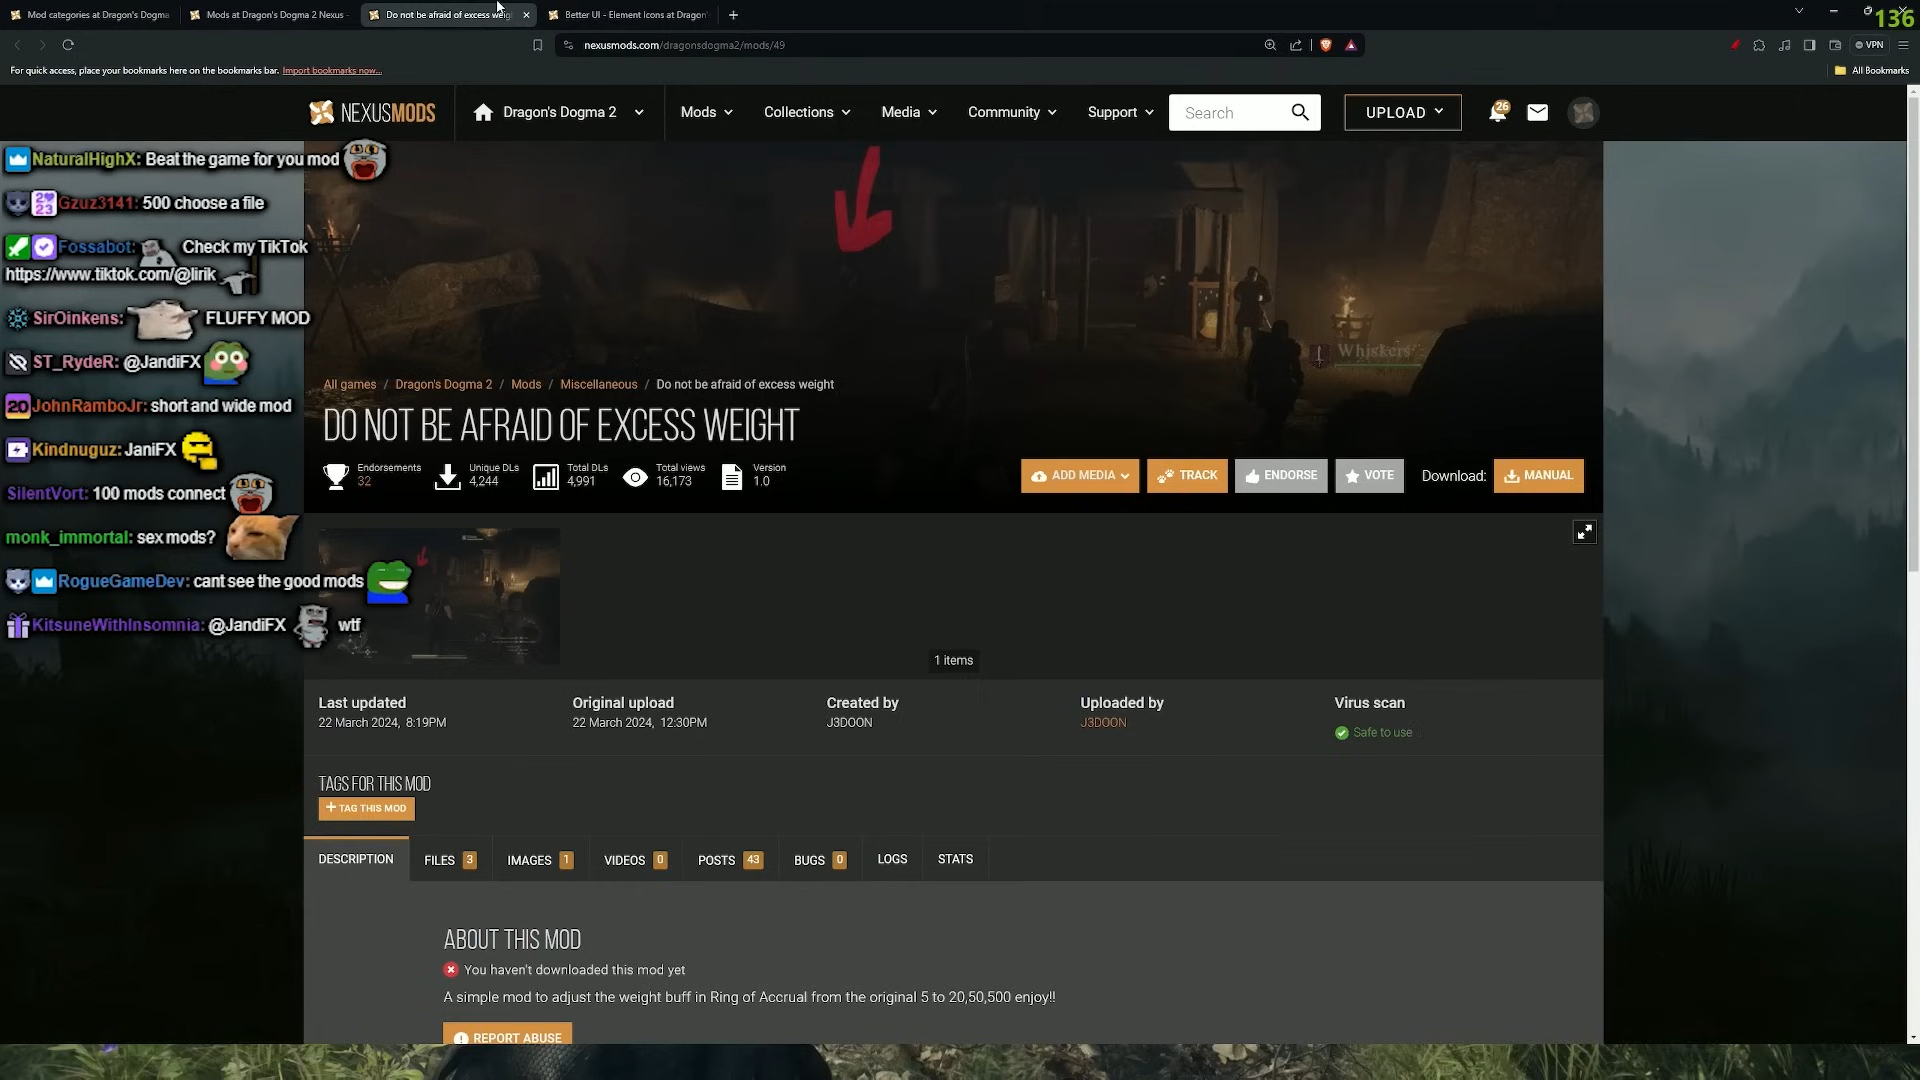 Mod categories at Dragon's Dogma
Mods at Dragon's Dogma 2 Nexus -
Do not be afraid of excess weig
Better UI - Element Icons at Dragon'
136
nexusmods.com/dragonsdogma2/mods/49
VPN
For quick access, place your bookmarks here on the bookmarks bar. Import bookmarks now...
All Bookmarks
NEXUSMODS
Dragon's Dogma 2
Mods
Collections
Media
Community
Support
Search
UPLOAD
26
NaturalHighX: Beat the game for you mod
Gzuz3141: 500 choose a file
Fossabot: Check my TikTok
https://www.tiktok.com/@lirik
SirOinkens: FLUFFY MOD
ST_RydeR: @JandiFX
JohnRamboJr: short and wide mod
Kindnuguz: JaniFX
SilentVort: 100 mods connect
monk_immortal: sex mods?
RogueGameDev: cant see the good mods
KitsuneWithInsomnia: @JandiFX wtf
Whiskers
All games / Dragon's Dogma 2 / Mods / Miscellaneous / Do not be afraid of excess weight
DO NOT BE AFRAID OF EXCESS WEIGHT
Endorsements
32
Unique DLs
4,244
Total DLs
4,991
Total views
16,173
Version
1.0
ADD MEDIA
TRACK
ENDORSE
VOTE
Download:
MANUAL
1 items
Last updated
22 March 2024, 8:19PM
Original upload
22 March 2024, 12:30PM
Created by
J3DOON
Uploaded by
J3DOON
Virus scan
Safe to use
TAGS FOR THIS MOD
+ TAG THIS MOD
DESCRIPTION
FILES 3
IMAGES 1
VIDEOS 0
POSTS 43
BUGS 0
LOGS
STATS
ABOUT THIS MOD
You haven't downloaded this mod yet
A simple mod to adjust the weight buff in Ring of Accrual from the original 5 to 20,50,500 enjoy!!
REPORT ABUSE